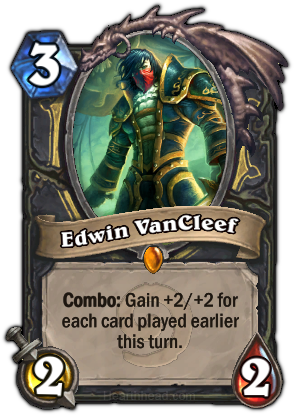 3
Edwin VanCleef
Combo: Gain +2/+2 for
each card played earlier
this turn.
2
2